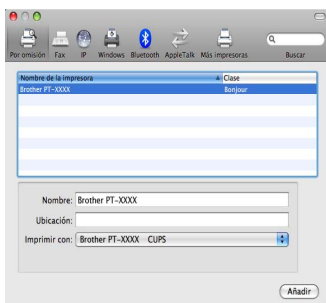 Por omisión Fax IP Windows Bluetooth AppleTalk Más impresoras Buscar
Nombre de la impresora Clase
Brother PT-XXXX Bonjour
Nombre: Brother PT-XXXX
Ubicación:
Imprimir con: Brother PT-XXXX CUPS
Añadir